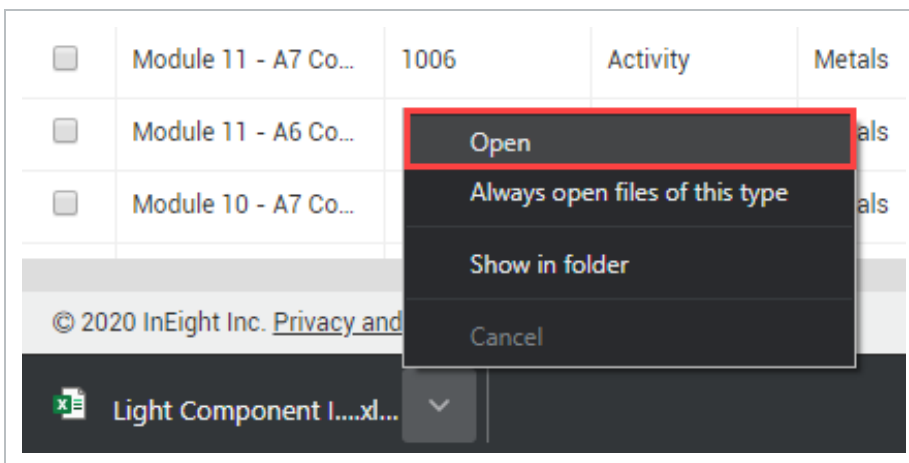 Module 11 - A7 Co... 1006 Activity Metals
Module 11 - A6 Co... als
Open
Module 10 - A7 Co... als
Always open files of this type
Show in folder
© 2020 InEight Inc. Privacy and
Cancel
Light Component I....xl...